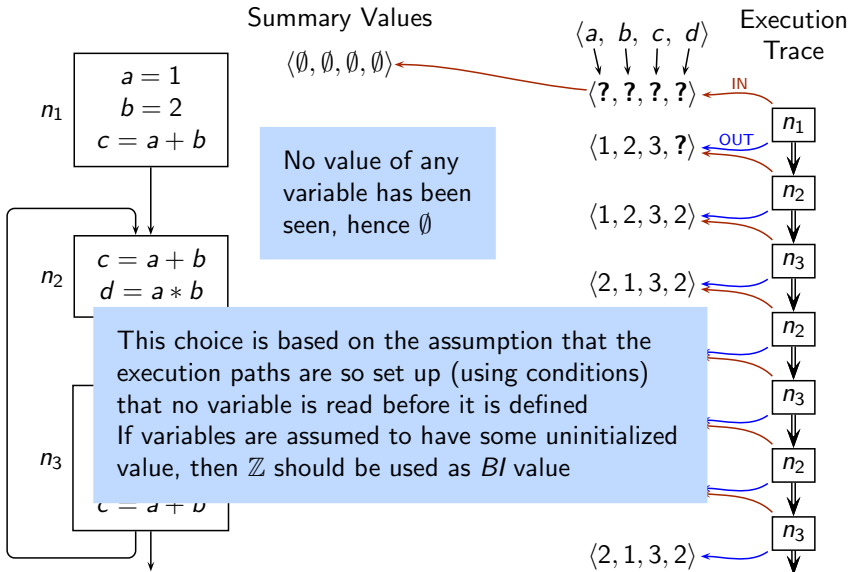 Summary Values
Execution
Trace
⟨a, b, c, d⟩
⟨∅, ∅, ∅, ∅⟩
⟨?, ?, ?, ?⟩
IN
n₁
a = 1
b = 2
c = a + b
n₁
⟨1, 2, 3, ?⟩
OUT
No value of any
variable has been
seen, hence ∅
n₂
⟨1, 2, 3, 2⟩
n₂
c = a + b
d = a ∗ b
n₃
⟨2, 1, 3, 2⟩
n₂
This choice is based on the assumption that the
execution paths are so set up (using conditions)
that no variable is read before it is defined
If variables are assumed to have some uninitialized
value, then ℤ should be used as BI value
n₃
n₃
c = a + b
n₂
n₃
⟨2, 1, 3, 2⟩